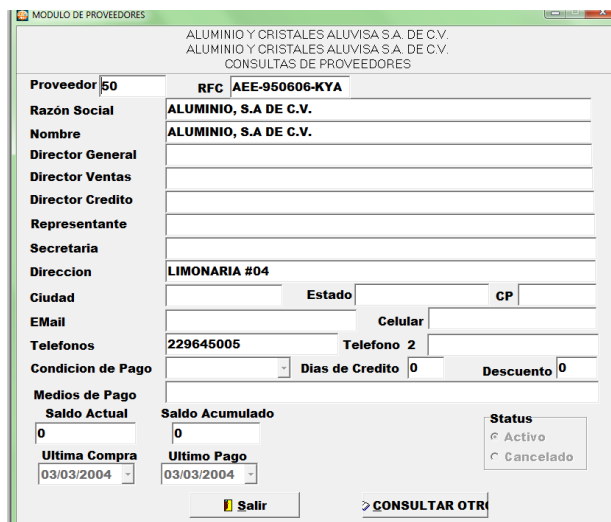 MODULO DE PROVEEDORES
ALUMINIO Y CRISTALES ALUVISA S.A. DE C.V.
ALUMINIO Y CRISTALES ALUVISA S.A. DE C.V.
CONSULTAS DE PROVEEDORES
Proveedor 50 RFC AEE-950606-KYA
Razón Social ALUMINIO, S.A DE C.V.
Nombre ALUMINIO, S.A DE C.V.
Director General
Director Ventas
Director Credito
Representante
Secretaria
Direccion LIMONARIA #04
Ciudad Estado CP
EMail Celular
Telefonos 229645005 Telefono 2
Condicion de Pago Dias de Credito 0 Descuento 0
Medios de Pago
Saldo Actual Saldo Acumulado Status
0 0 Activo
Ultima Compra Ultimo Pago Cancelado
03/03/2004 03/03/2004
Salir CONSULTAR OTR